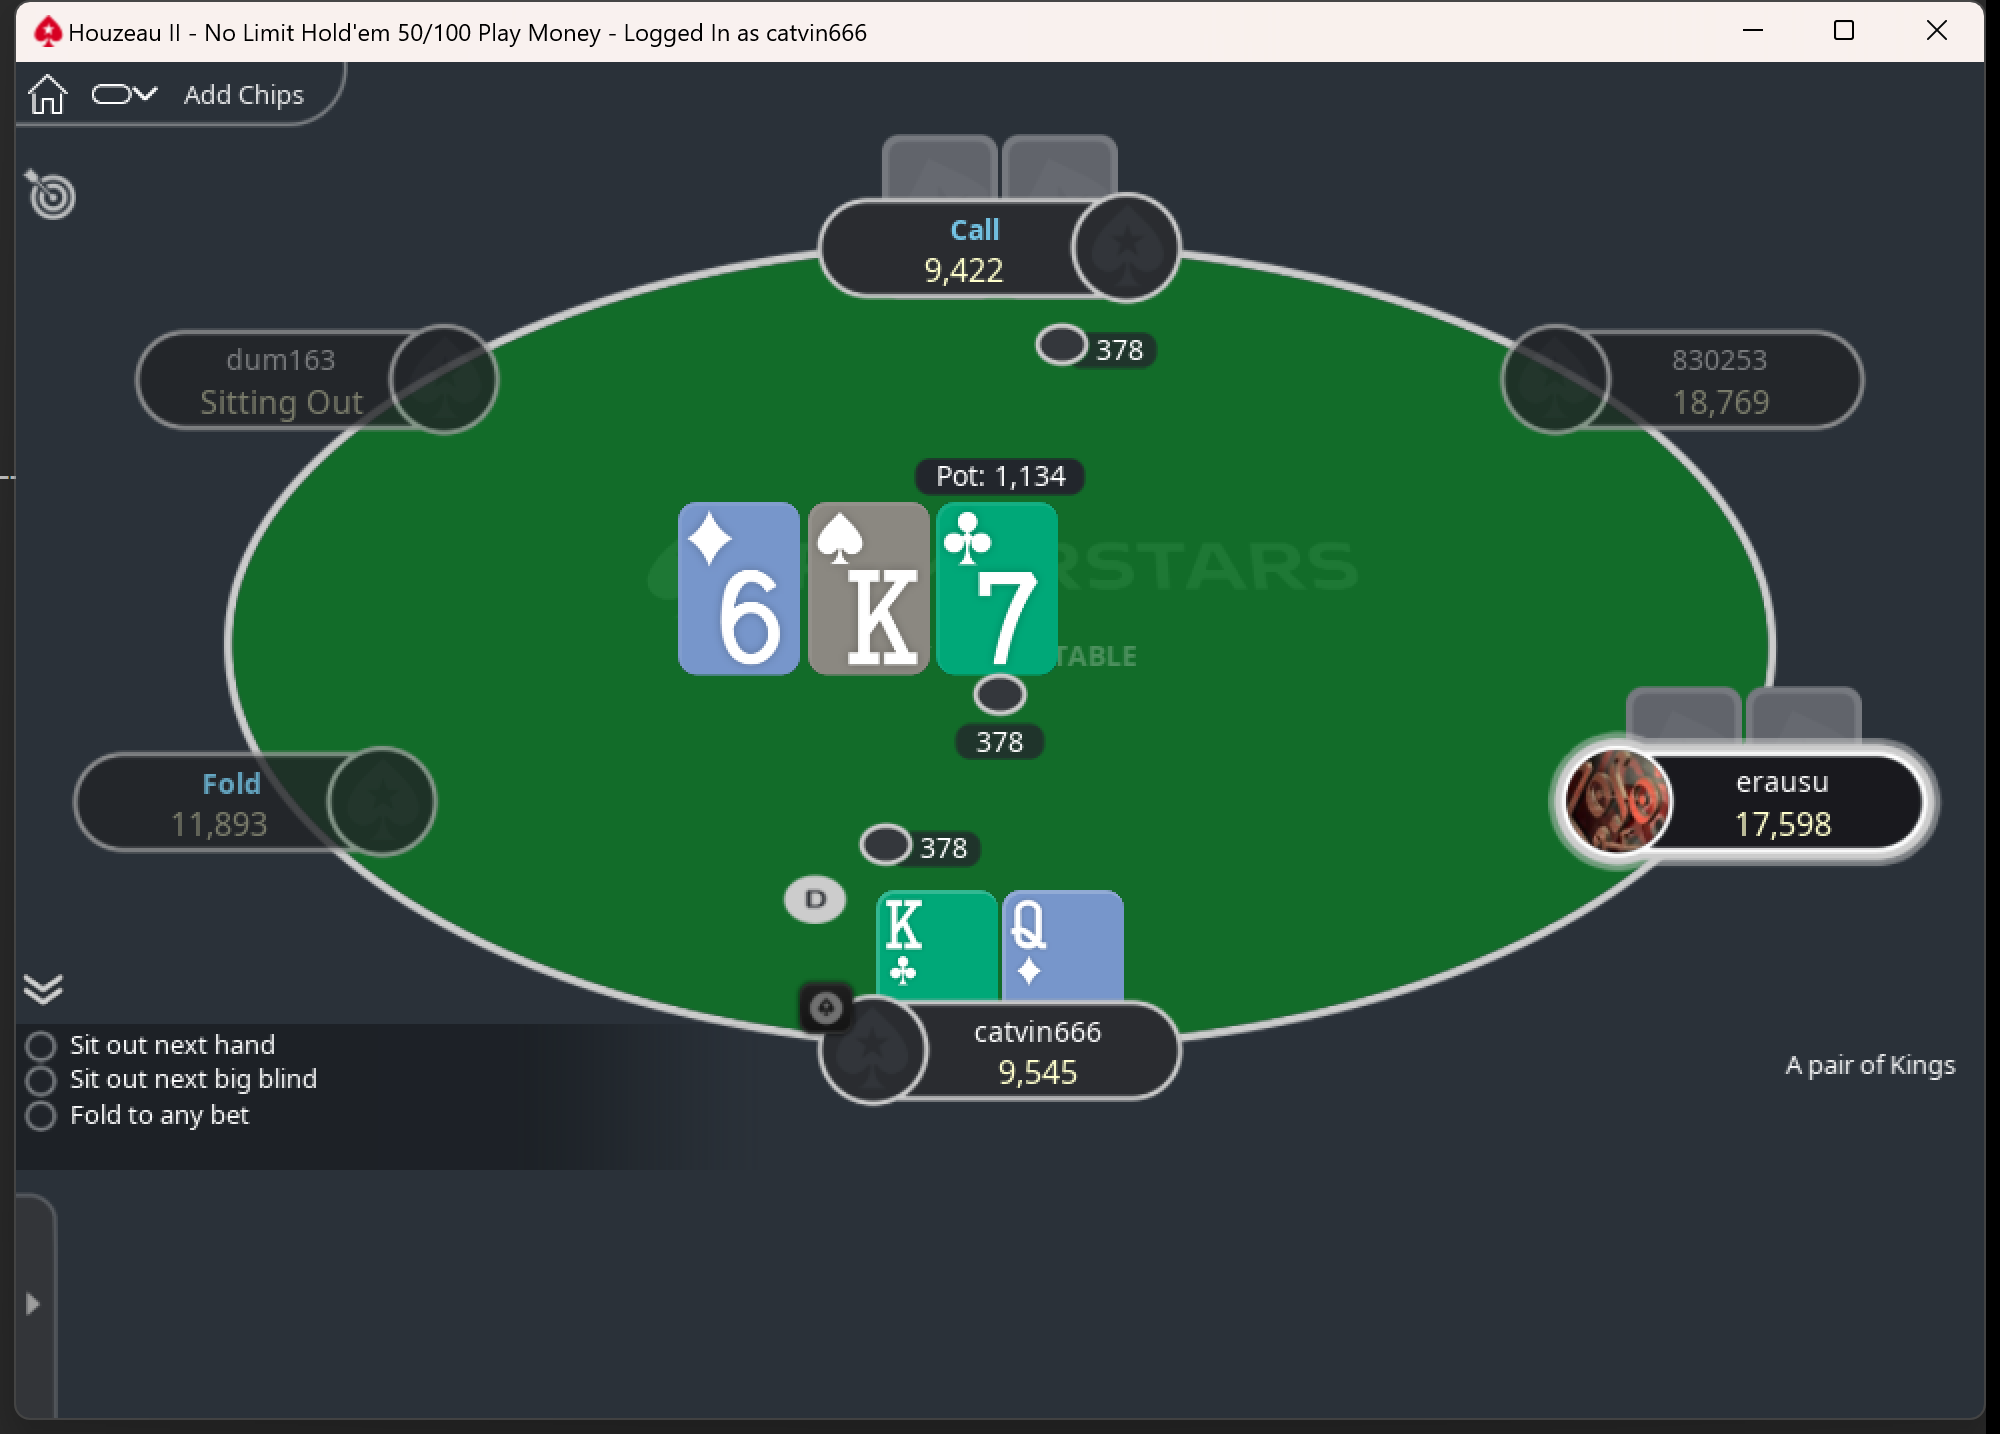 Houzeau II - No Limit Hold'em 50/100 Play Money - Logged In as catvin666
Add Chips
Call
9,422
dum163
Sitting Out
830253
18,769
378
Pot: 1,134
6
K
7
RSTARS
TABLE
378
Fold
11,893
erausu
17,598
378
D
K
Q
catvin666
9,545
Sit out next hand
Sit out next big blind
Fold to any bet
A pair of Kings